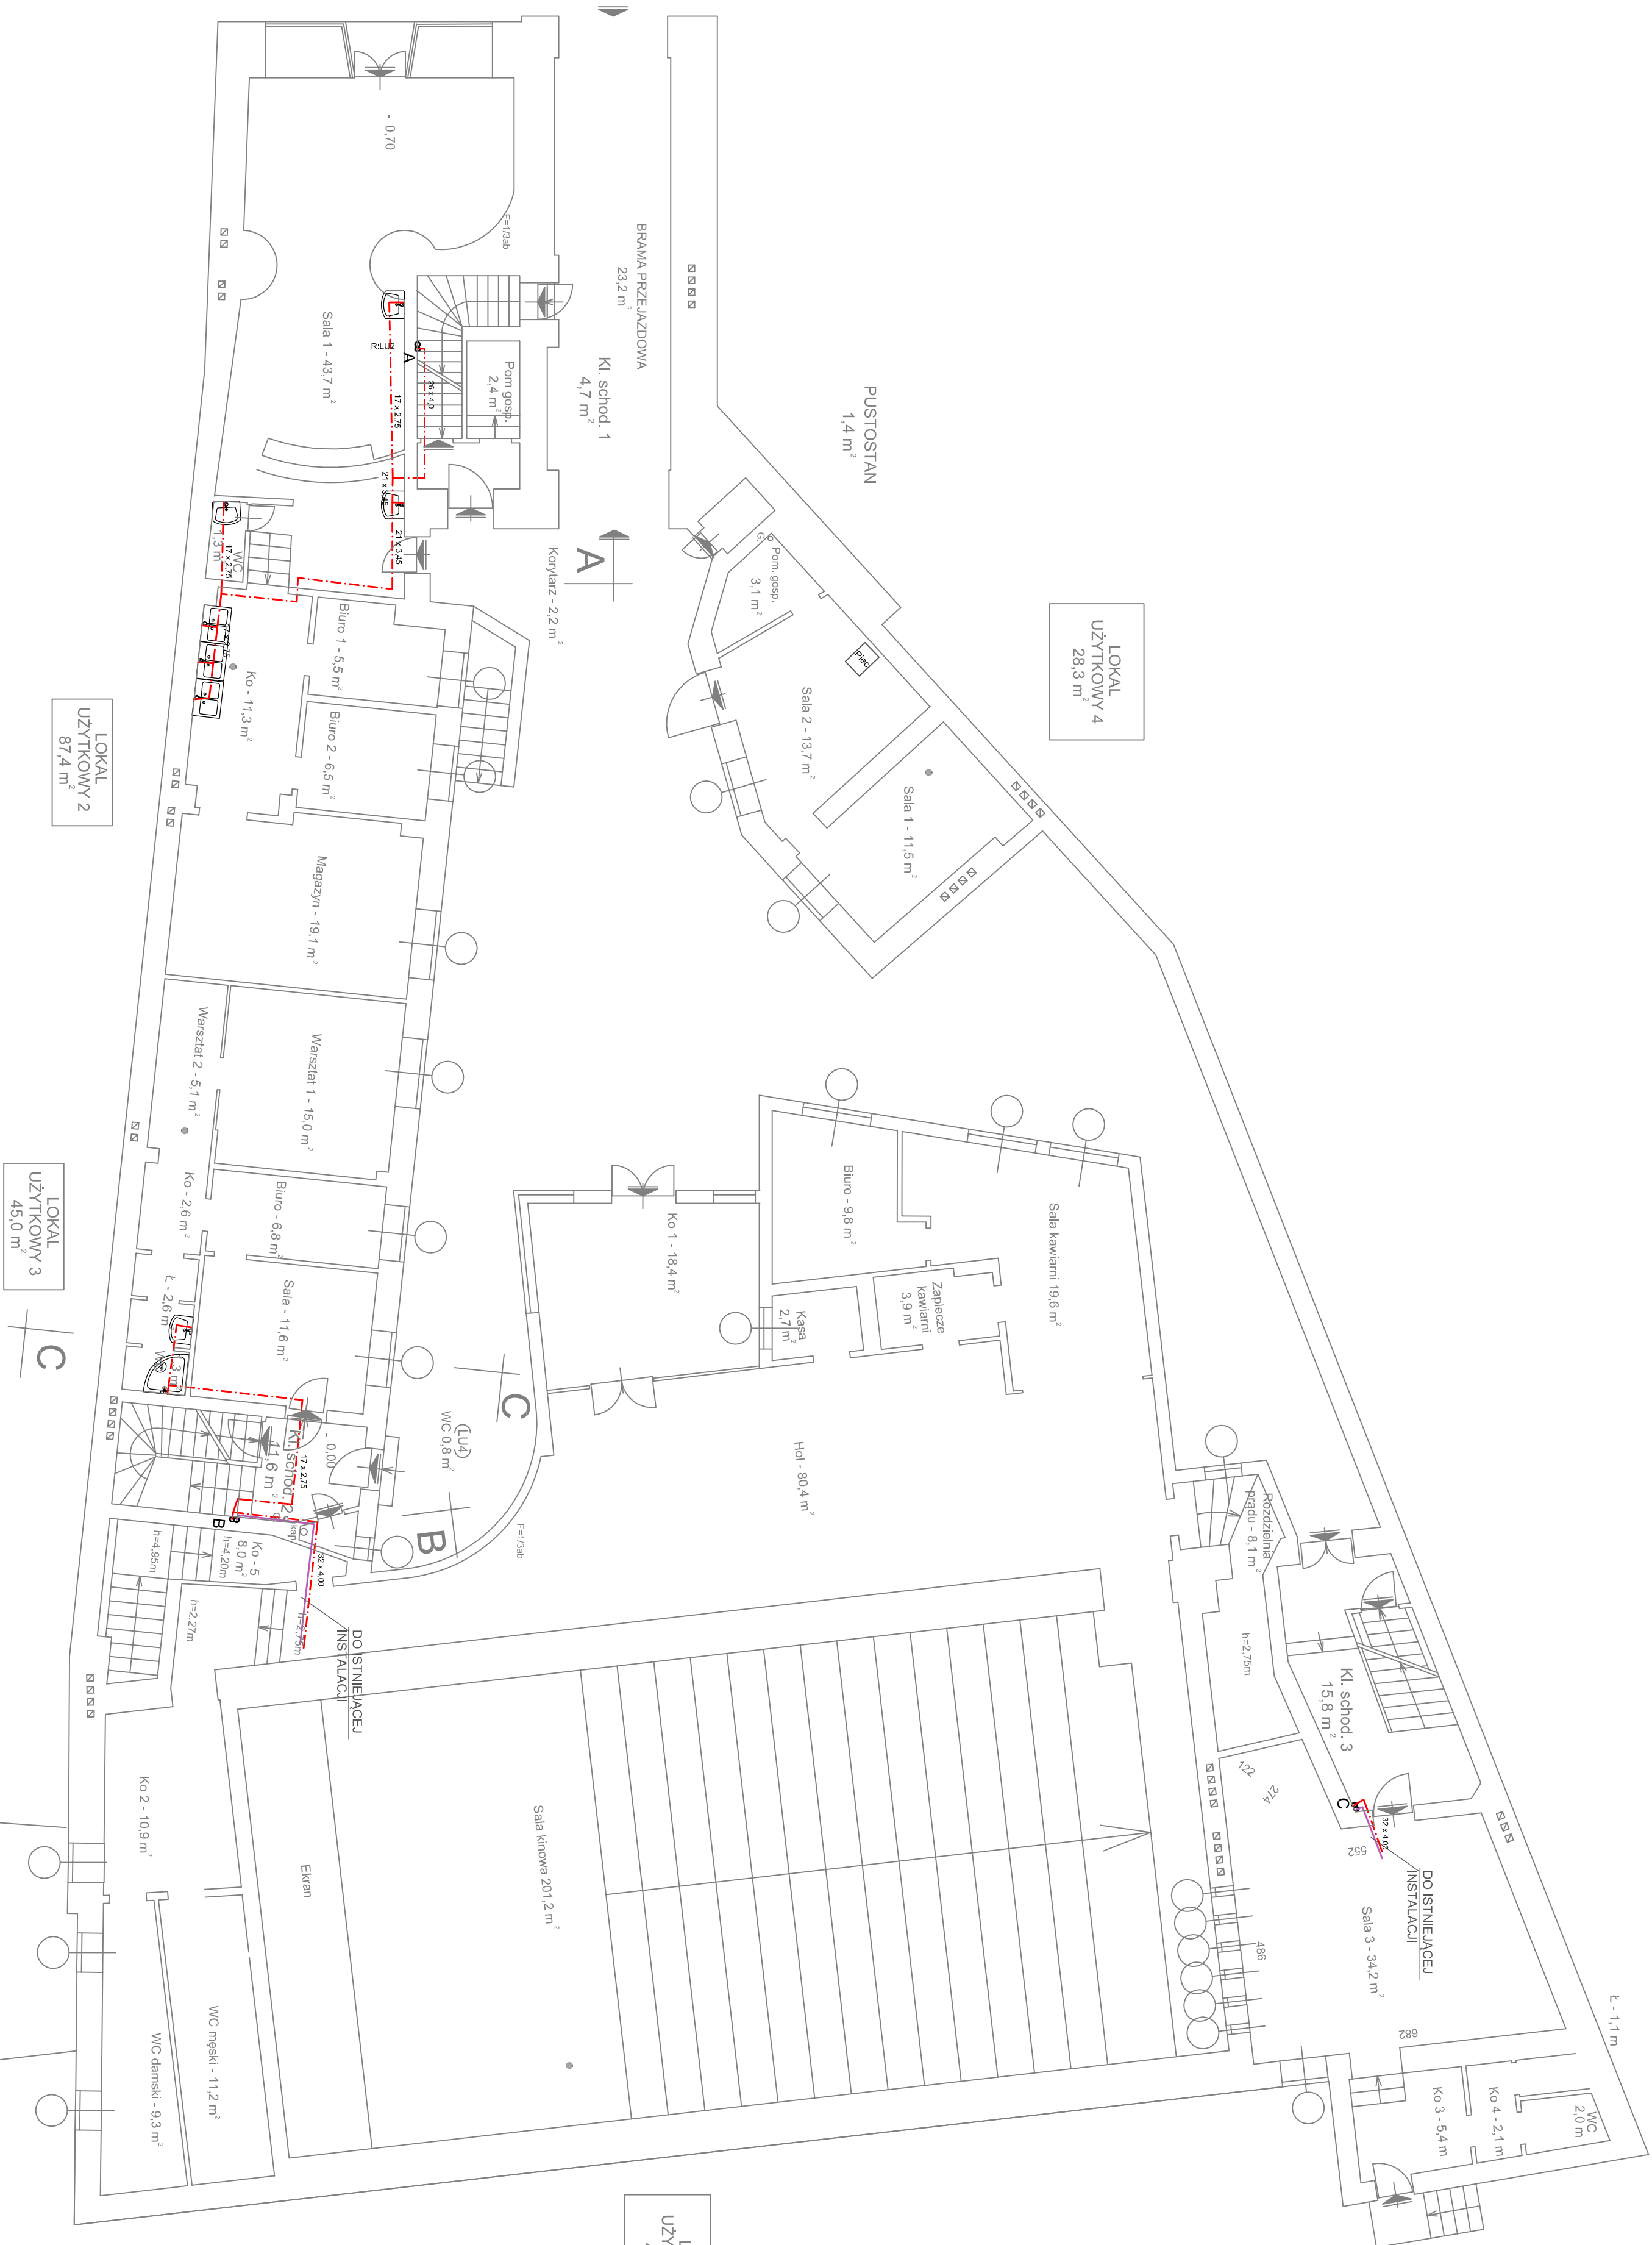 - 0,70
F=1/3ab
BRAMA PRZEJAZDOWA
23,2 m²
Kl. schod. 1
4,7 m²
PUSTOSTAN
1,4 m²
Sala 1 - 43,7 m²
R;LU2
A
Pom gosp.
2,4 m²
26 x 4,0
17 x 2,75
21 x 3,45
21 x 3,45
WC
1,3 m
17 x 2,75
17 x 2,75
A
Korytarz - 2,2 m²
G.
Pom. gosp.
3,1 m²
Piec
Sala 2 - 13,7 m²
Sala 1 - 11,5 m²
LOKAL
UŻYTKOWY 4
28,3 m²
Biuro 1 - 5,5 m²
Ko - 11,3 m²
Biuro 2 - 6,5 m²
LOKAL
UŻYTKOWY 2
87,4 m²
Magazyn - 19,1 m²
Warsztat 2 - 5,1 m²
Warsztat 1 - 15,0 m²
Ko - 2,6 m²
Biuro - 6,8 m²
LOKAL
UŻYTKOWY 3
45,0 m²
C
Ł - 2,6 m
Sala - 11,6 m²
Ko 1 - 18,4 m²
Biuro - 9,8 m²
Kasa
2,7 m²
Zaplecze
kawiarni
3,9 m²
Sala kawiarni 19,6 m²
C
(LU4)
WC 0,8 m²
B
F=1/3ab
Hol - 80,4 m²
- 0,00
Kl. schod. 2
11,6 m²
17 x 2,75
B
32 x 4,00
h=4,95m
h=4,20m
Ko - 5
8,0 m²
h=2,27m
h=2,75m
DO ISTNIEJĄCEJ
INSTALACJI
Rozdzielnia
prądu - 8,1 m²
h=2,75m
Kl. schod. 3
15,8 m²
122
274
C
32 x 4,00
552
DO ISTNIEJĄCEJ
INSTALACJI
Ko 2 - 10,9 m²
Ekran
Sala kinowa 201,2 m²
486
Sala 3 - 34,2 m²
682
Ł - 1,1 m
WC męski - 11,2 m²
WC damski - 9,3 m²
Ko 3 - 5,4 m
Ko 4 - 2,1 m
WC
2,0 m
L
UŻY